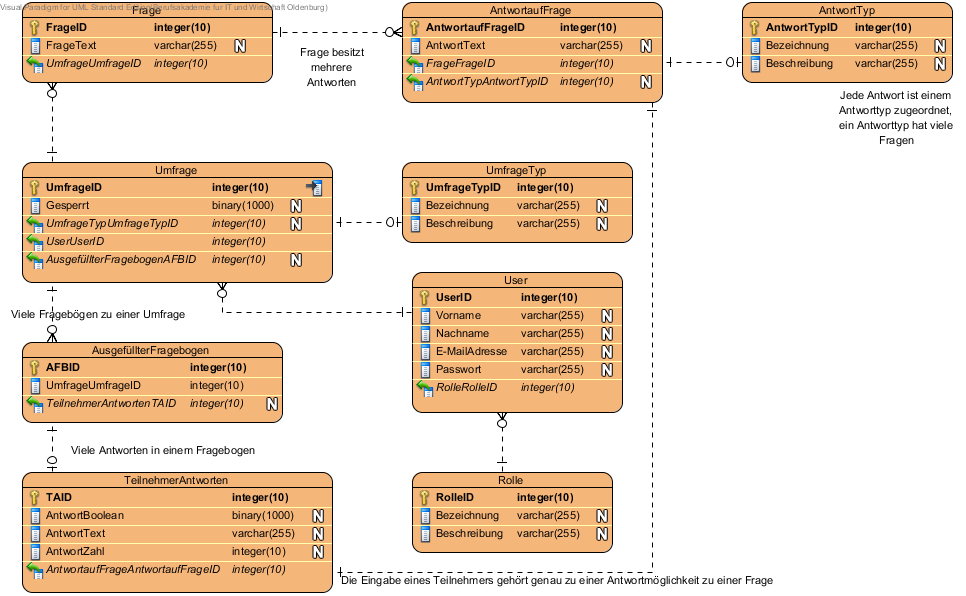 Visual Paradigm for UML Standard Edition(Berufsakademie für IT und Wirtschaft Oldenburg)
Frage
FrageID integer(10)
FrageText varchar(255) N
UmfrageUmfrageID integer(10)
Frage besitzt
mehrere
Antworten
AntwortaufFrage
AntwortaufFrageID integer(10)
AntwortText varchar(255) N
FrageFrageID integer(10)
AntwortTypAntwortTypID integer(10) N
AntwortTyp
AntwortTypID integer(10)
Bezeichnung varchar(255) N
Beschreibung varchar(255) N
Jede Antwort ist einem
Antworttyp zugeordnet,
ein Antworttyp hat viele
Fragen
Umfrage
UmfrageID integer(10)
Gesperrt binary(1000) N
UmfrageTypUmfrageTypID integer(10) N
UserUserID integer(10)
AusgefüllterFragebogenAFBID integer(10) N
UmfrageTyp
UmfrageTypID integer(10)
Bezeichnung varchar(255) N
Beschreibung varchar(255) N
User
UserID integer(10)
Vorname varchar(255) N
Nachname varchar(255) N
E-MailAdresse varchar(255) N
Passwort varchar(255) N
RolleRolleID integer(10)
Viele Fragebögen zu einer Umfrage
AusgefüllterFragebogen
AFBID integer(10)
UmfrageUmfrageID integer(10)
TeilnehmerAntwortenTAID integer(10) N
Viele Antworten in einem Fragebogen
TeilnehmerAntworten
TAID integer(10)
AntwortBoolean binary(1000) N
AntwortText varchar(255) N
AntwortZahl integer(10) N
AntwortaufFrageAntwortaufFrageID integer(10)
Rolle
RolleID integer(10)
Bezeichnung varchar(255) N
Beschreibung varchar(255) N
Die Eingabe eines Teilnehmers gehört genau zu einer Antwortmöglichkeit zu einer Frage